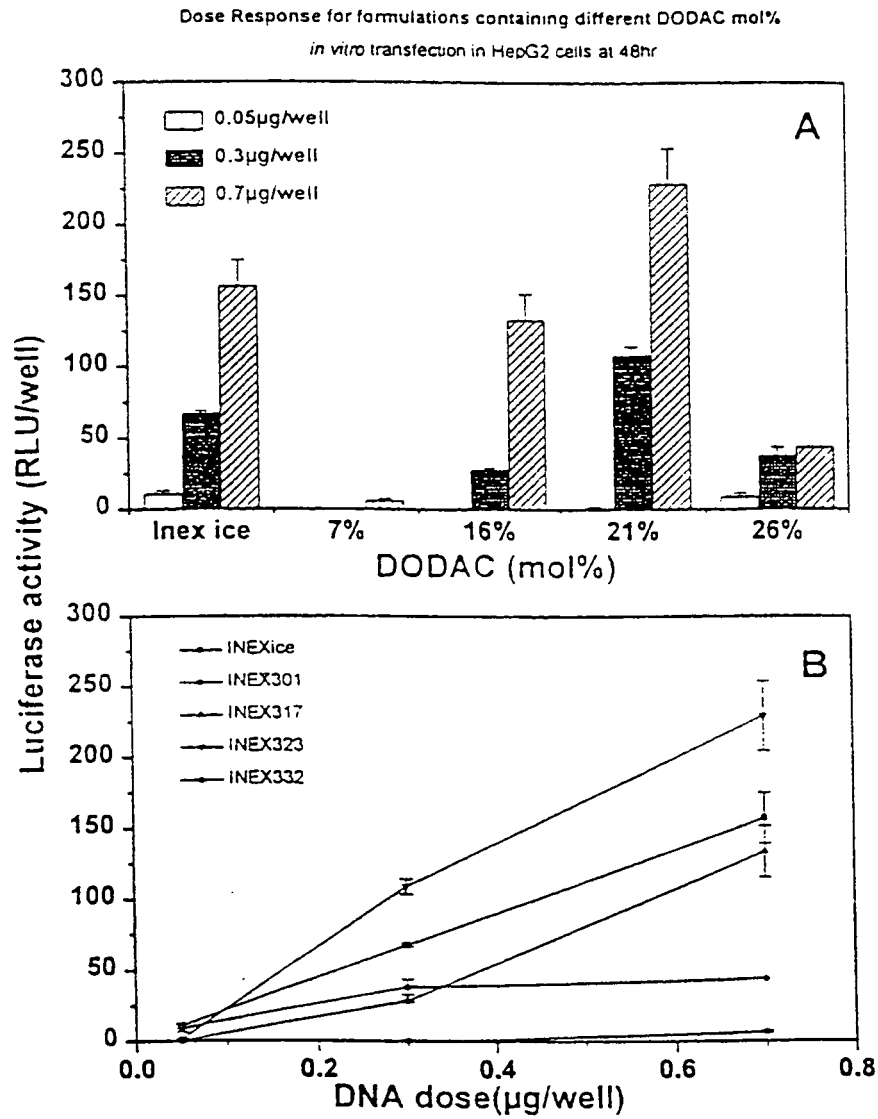 Dose Response for formulations containing different DODAC mol%
in vitro transfection in HepG2 cells at 48hr
Luciferase activity (RLU/well)
300
250
200
150
100
50
0
0.05µg/well
0.3µg/well
0.7µg/well
A
Inex ice 7% 16% 21% 26%
DODAC (mol%)
300
250
200
150
100
50
0
INEXice
INEX301
INEX317
INEX323
INEX332
B
0.0 0.2 0.4 0.6 0.8
DNA dose(µg/well)